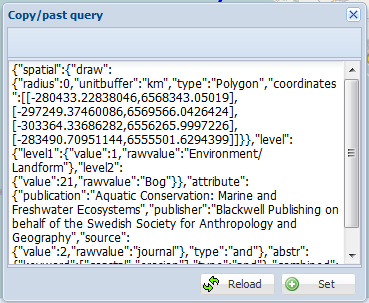 Copy/past query
{"spatial":{"draw":
{"radius":0,"unitbuffer":"km","type":"Polygon","coordinates
":[[-280433.22838046,6568343.05019],
[-297249.37460086,6569566.0426424],
[-303364.33686282,6556265.9997226],
[-283490.70951144,6555501.6294399]]}},"level":
{"level1":{"value":1,"rawvalue":"Environment/
Landform"},"level2":
{"value":21,"rawvalue":"Bog"}},"attribute":
{"publication":"Aquatic Conservation: Marine and
Freshwater Ecosystems","publisher":"Blackwell Publishing on
behalf of the Swedish Society for Anthropology and
Geography","source":
{"value":2,"rawvalue":"Journal"},"type":"and"},"abstr":
Reload
Set